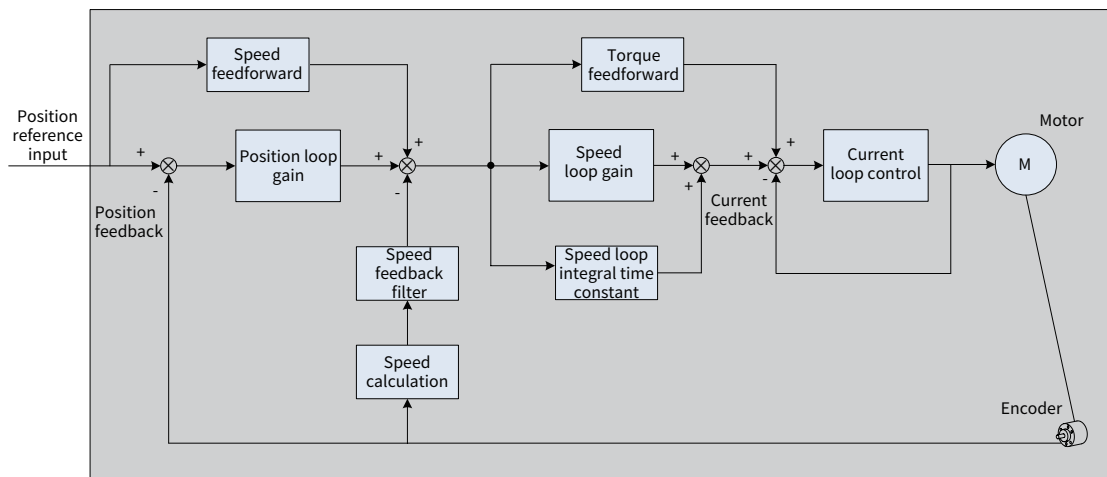 Speed
feedforward
Torque
feedforward
Position
reference
input
Motor
+
+
+
Position loop
gain
+
+
Speed
loop gain
+
+
Current
loop control
M
-
-
+
-
Position
feedback
Current
feedback
Speed
feedback
filter
Speed loop
integral time
constant
Speed
calculation
Encoder